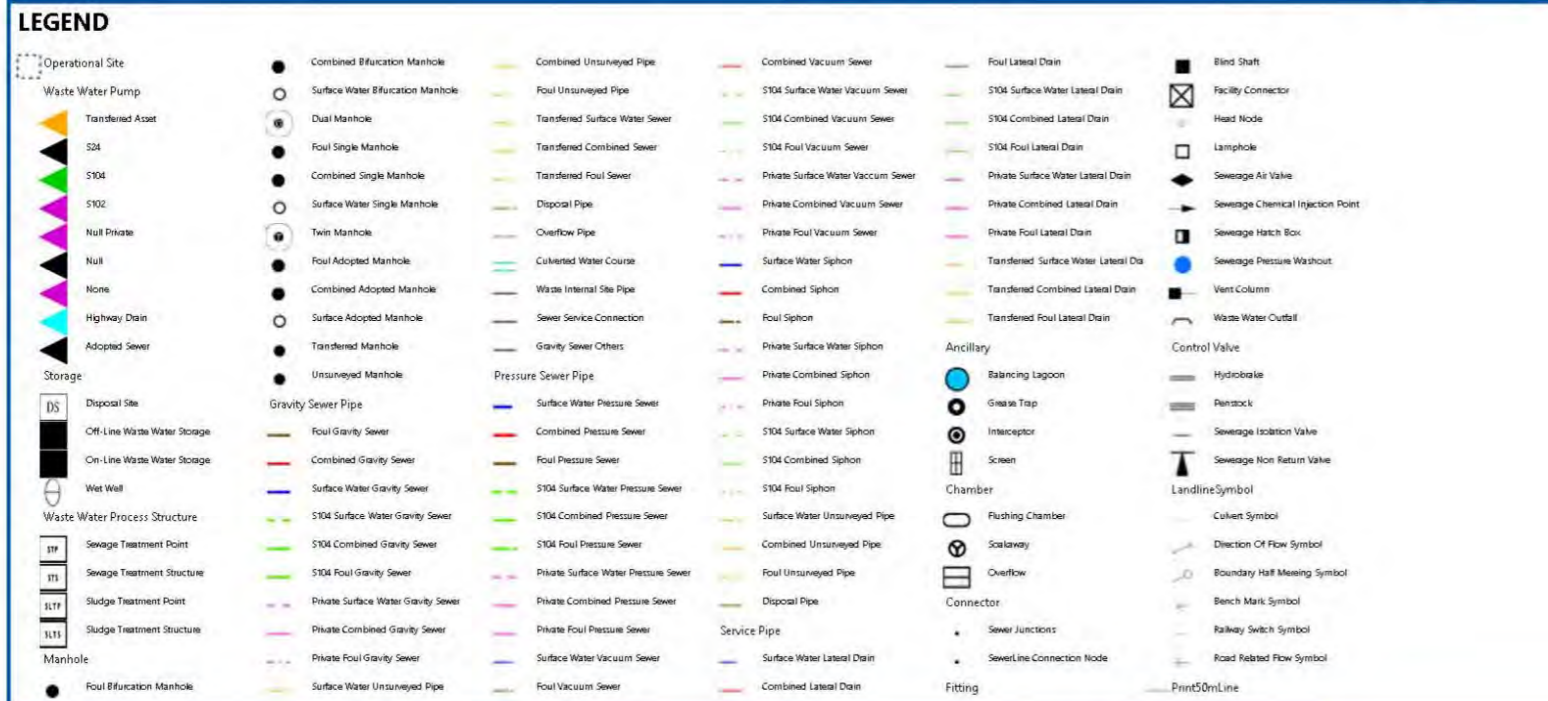 LEGEND
Operational Site
Waste Water Pump
Transferred Asset
S24
S104
S102
Null Private
Null
None
Highway Drain
Adopted Sewer
Storage
DS Disposal Site
Off-Line Waste Water Storage
On-Line Waste Water Storage
Wet Well
Waste Water Process Structure
STP Sewage Treatment Point
STS Sewage Treatment Structure
SLTP Sludge Treatment Point
SLTS Sludge Treatment Structure
Manhole
Foul Bifurcation Manhole
Combined Bifurcation Manhole
Surface Water Bifurcation Manhole
Dual Manhole
Foul Single Manhole
Combined Single Manhole
Surface Water Single Manhole
Twin Manhole
Foul Adopted Manhole
Combined Adopted Manhole
Surface Adopted Manhole
Transferred Manhole
Unsurveyed Manhole
Gravity Sewer Pipe
Foul Gravity Sewer
Combined Gravity Sewer
Surface Water Gravity Sewer
S104 Surface Water Gravity Sewer
S104 Combined Gravity Sewer
S104 Foul Gravity Sewer
Private Surface Water Gravity Sewer
Private Combined Gravity Sewer
Private Foul Gravity Sewer
Surface Water Unsurveyed Pipe
Combined Unsurveyed Pipe
Foul Unsurveyed Pipe
Transferred Surface Water Sewer
Transferred Combined Sewer
Transferred Foul Sewer
Disposal Pipe
Overflow Pipe
Culverted Water Course
Waste Internal Site Pipe
Sewer Service Connection
Gravity Sewer Others
Pressure Sewer Pipe
Surface Water Pressure Sewer
Combined Pressure Sewer
Foul Pressure Sewer
S104 Surface Water Pressure Sewer
S104 Combined Pressure Sewer
S104 Foul Pressure Sewer
Private Surface Water Pressure Sewer
Private Combined Pressure Sewer
Private Foul Pressure Sewer
Surface Water Vacuum Sewer
Foul Vacuum Sewer
Combined Vacuum Sewer
S104 Surface Water Vacuum Sewer
S104 Combined Vacuum Sewer
S104 Foul Vacuum Sewer
Private Surface Water Vaccum Sewer
Private Combined Vacuum Sewer
Private Foul Vacuum Sewer
Surface Water Siphon
Combined Siphon
Foul Siphon
Private Surface Water Siphon
Private Combined Siphon
Private Foul Siphon
S104 Surface Water Siphon
S104 Combined Siphon
S104 Foul Siphon
Surface Water Unsurveyed Pipe
Combined Unsurveyed Pipe
Foul Unsurveyed Pipe
Disposal Pipe
Service Pipe
Surface Water Lateral Drain
Combined Lateral Drain
Foul Lateral Drain
S104 Surface Water Lateral Drain
S104 Combined Lateral Drain
S104 Foul Lateral Drain
Private Surface Water Lateral Drain
Private Combined Lateral Drain
Private Foul Lateral Drain
Transferred Surface Water Lateral Dra
Transferred Combined Lateral Drain
Transferred Foul Lateral Drain
Ancillary
Balancing Lagoon
Grease Trap
Interceptor
Screen
Chamber
Flushing Chamber
Soakaway
Overflow
Connector
Sewer Junctions
SewerLine Connection Node
Fitting
Blind Shaft
Facility Connector
Head Node
Lamphole
Sewerage Air Valve
Sewerage Chemical Injection Point
Sewerage Hatch Box
Sewerage Pressure Washout
Vent Column
Waste Water Outfall
Control Valve
Hydrobrake
Penstock
Sewerage Isolation Valve
Sewerage Non Return Valve
LandlineSymbol
Culvert Symbol
Direction Of Flow Symbol
Boundary Half Mereing Symbol
Bench Mark Symbol
Railway Switch Symbol
Road Related Flow Symbol
Print50mLine